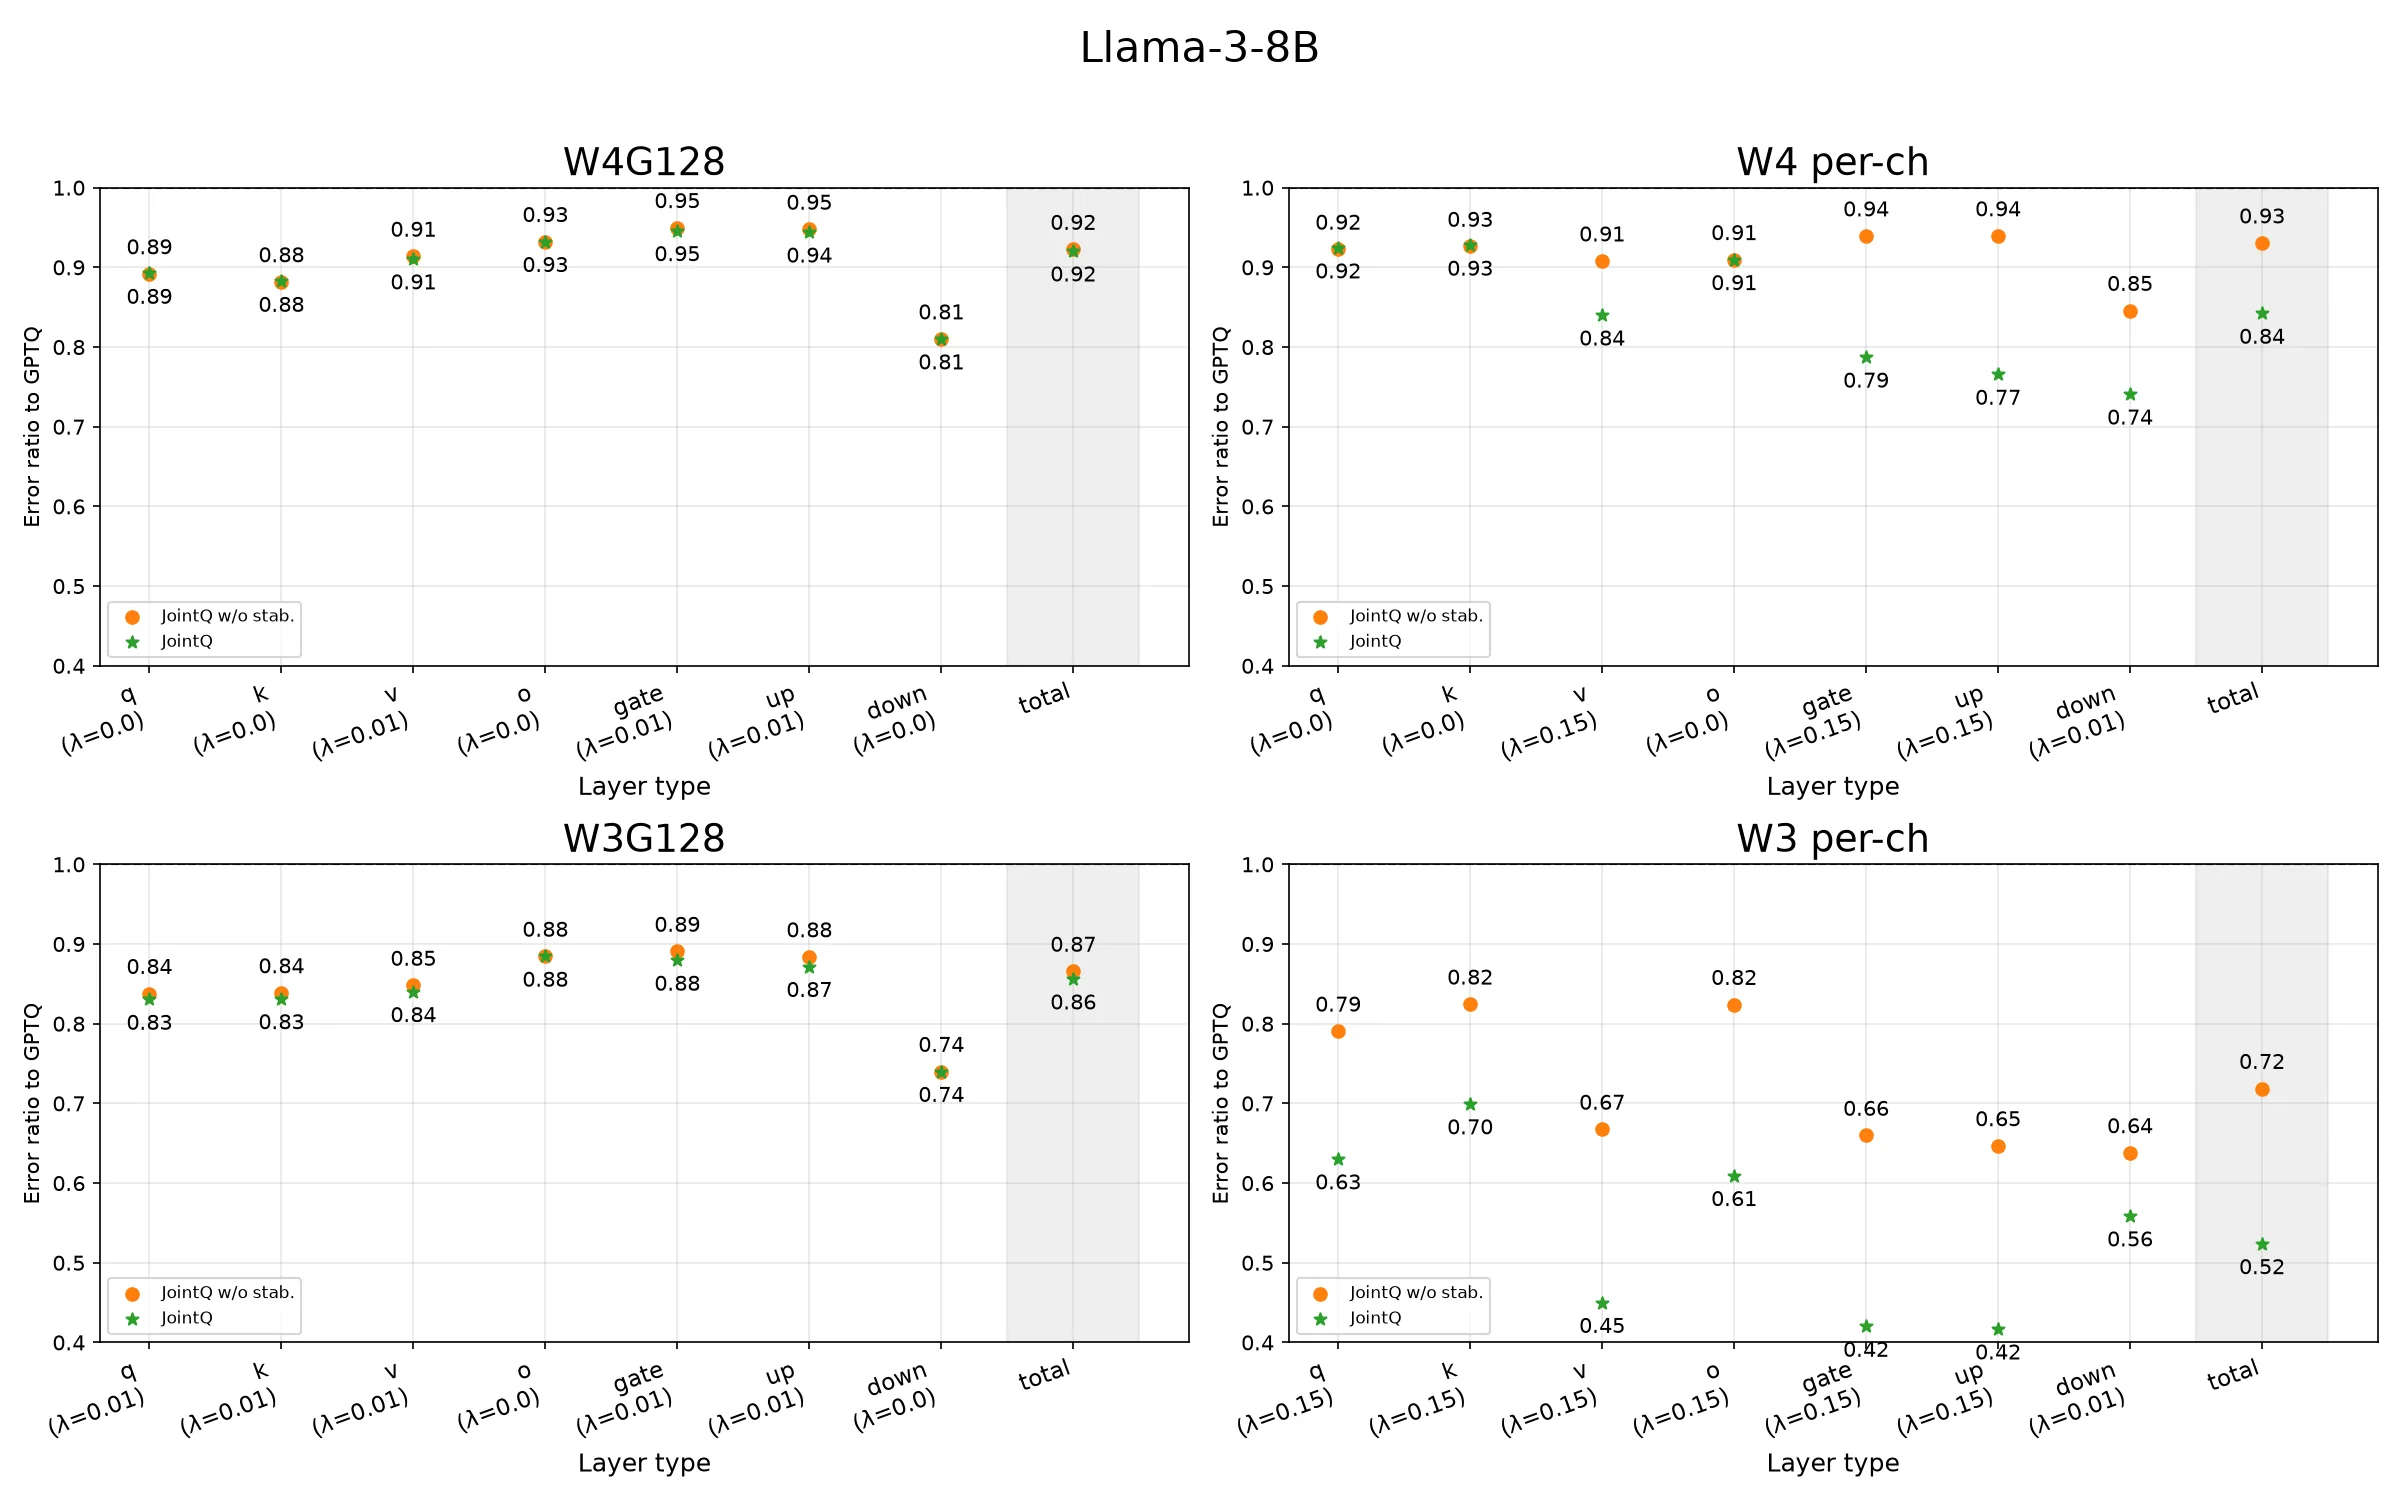 Llama-3-8B
W4G128
Error ratio to GPTQ
1.0
0.9
0.8
0.7
0.6
0.5
0.4
0.89
0.89
0.88
0.88
0.91
0.91
0.93
0.93
0.95
0.95
0.95
0.94
0.81
0.81
0.92
0.92
JointQ w/o stab.
JointQ
q
(λ=0.0)
k
(λ=0.0)
v
(λ=0.01)
o
(λ=0.0)
gate
(λ=0.01)
up
(λ=0.01)
down
(λ=0.0)
total
Layer type
W4 per-ch
Error ratio to GPTQ
1.0
0.9
0.8
0.7
0.6
0.5
0.4
0.92
0.92
0.93
0.93
0.91
0.84
0.91
0.91
0.94
0.79
0.94
0.77
0.85
0.74
0.93
0.84
JointQ w/o stab.
JointQ
q
(λ=0.0)
k
(λ=0.0)
v
(λ=0.15)
o
(λ=0.0)
gate
(λ=0.15)
up
(λ=0.15)
down
(λ=0.01)
total
Layer type
W3G128
Error ratio to GPTQ
1.0
0.9
0.8
0.7
0.6
0.5
0.4
0.84
0.83
0.84
0.83
0.85
0.84
0.88
0.88
0.89
0.88
0.88
0.87
0.74
0.74
0.87
0.86
JointQ w/o stab.
JointQ
q
(λ=0.01)
k
(λ=0.01)
v
(λ=0.01)
o
(λ=0.0)
gate
(λ=0.01)
up
(λ=0.01)
down
(λ=0.0)
total
Layer type
W3 per-ch
Error ratio to GPTQ
1.0
0.9
0.8
0.7
0.6
0.5
0.4
0.79
0.63
0.82
0.70
0.67
0.45
0.82
0.61
0.66
0.42
0.65
0.42
0.64
0.56
0.72
0.52
JointQ w/o stab.
JointQ
q
(λ=0.15)
k
(λ=0.15)
v
(λ=0.15)
o
(λ=0.15)
gate
(λ=0.15)
up
(λ=0.15)
down
(λ=0.01)
total
Layer type